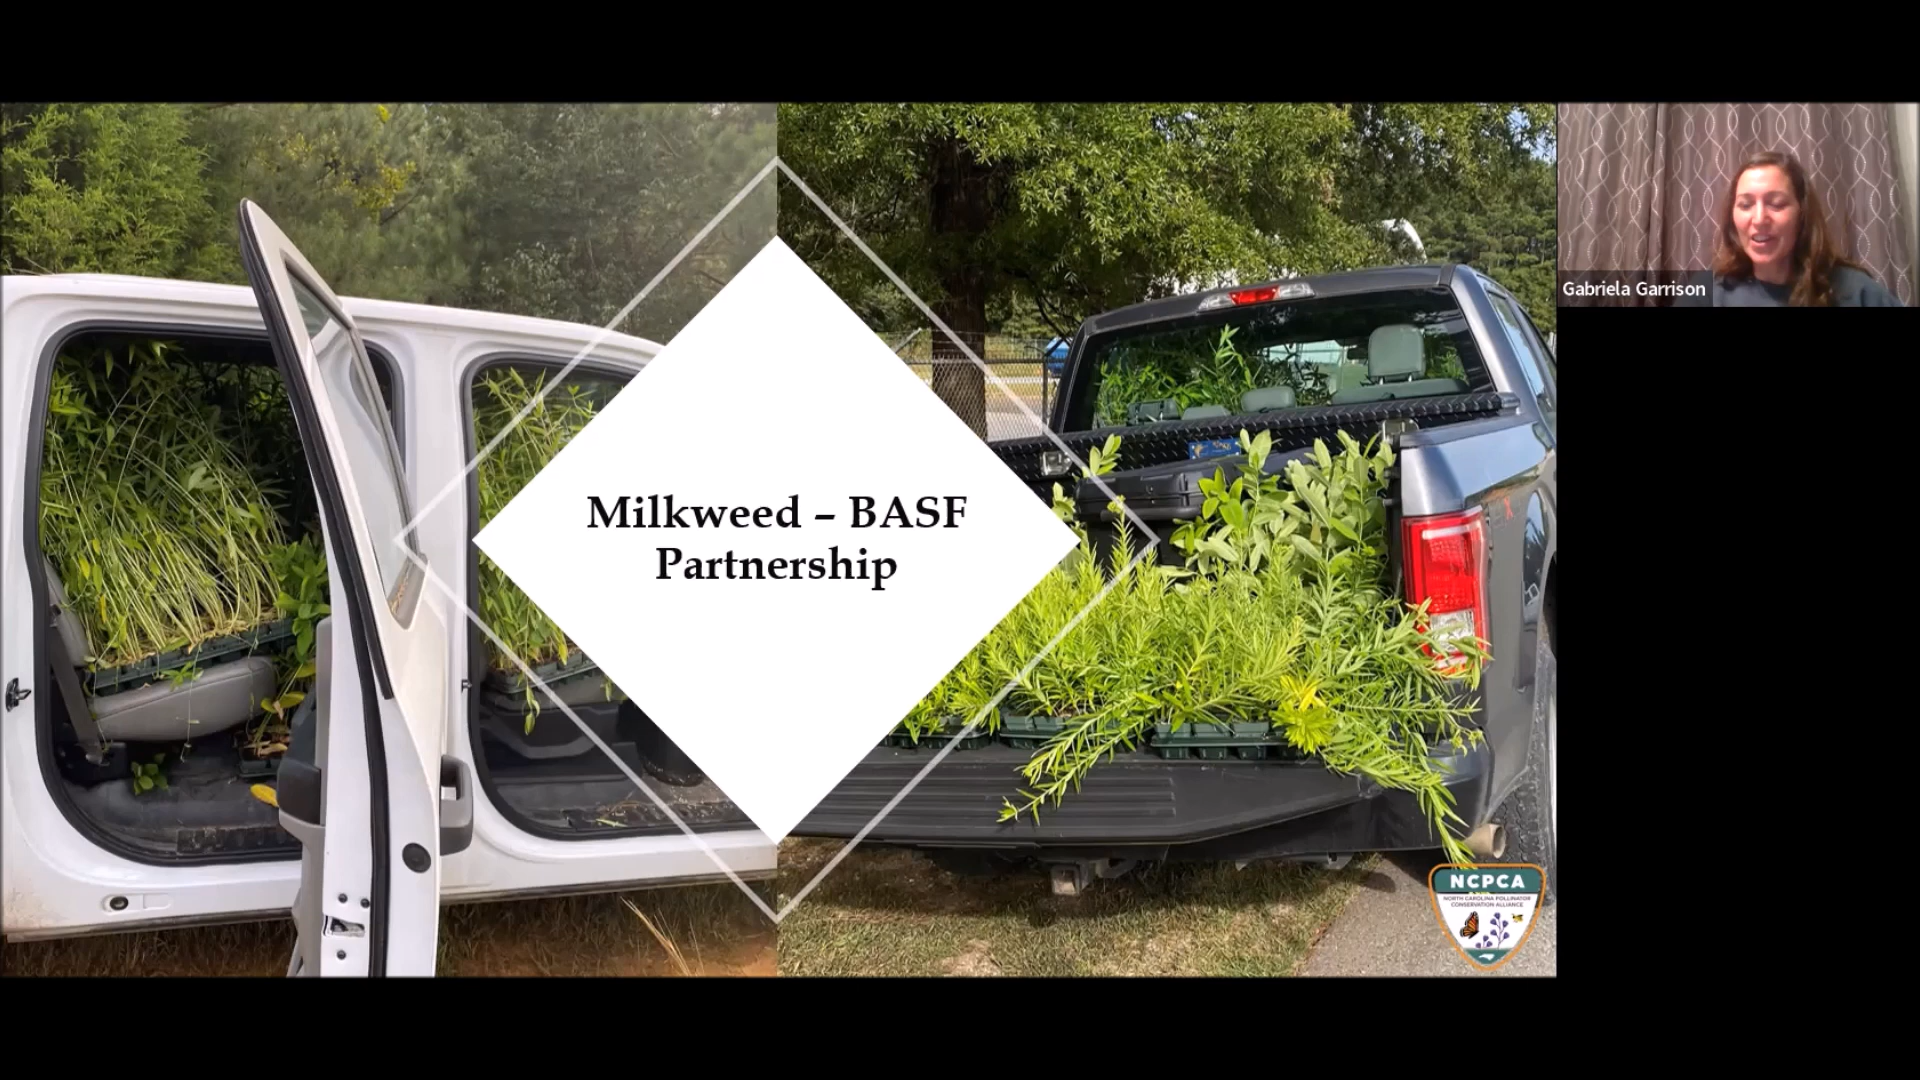 Milkweed – BASF
Partnership
Gabriela Garrison
NCPCA
NORTH CAROLINA POLLINATOR
CONSERVATION ALLIANCE